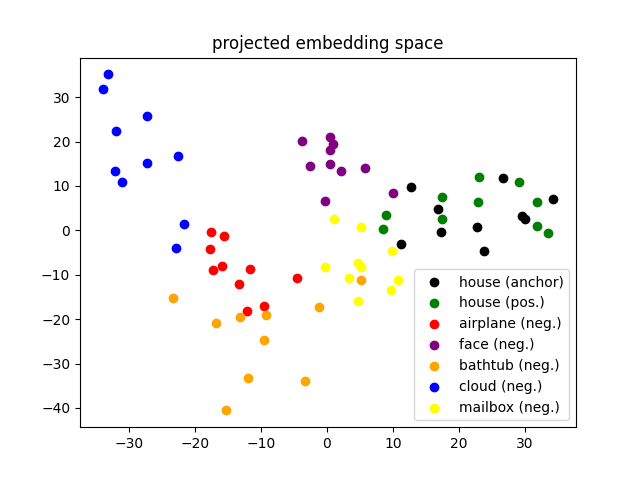 projected embedding space
30
20
10
0
−10
−20
−30
−40
−30
−20
−10
0
10
20
30
house (anchor)
house (pos.)
airplane (neg.)
face (neg.)
bathtub (neg.)
cloud (neg.)
mailbox (neg.)